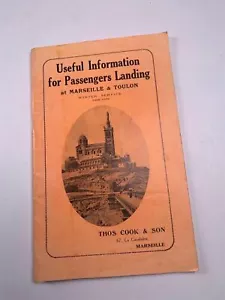 Useful Information
for Passengers Landing
at MARSEILLE & TOULON
THOS COOK & SON
MARSEILLE